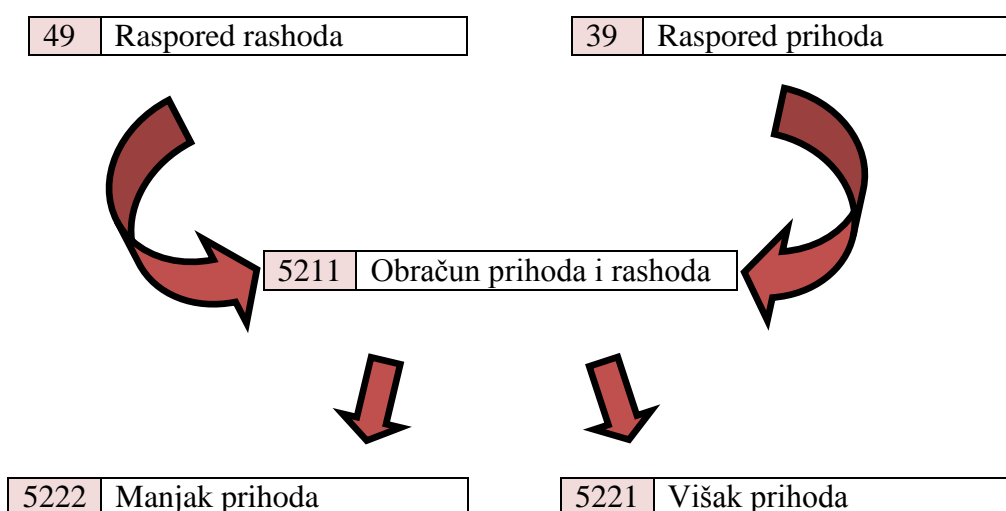 49 Raspored rashoda
39 Raspored prihoda
5211 Obračun prihoda i rashoda
5222 Manjak prihoda
5221 Višak prihoda